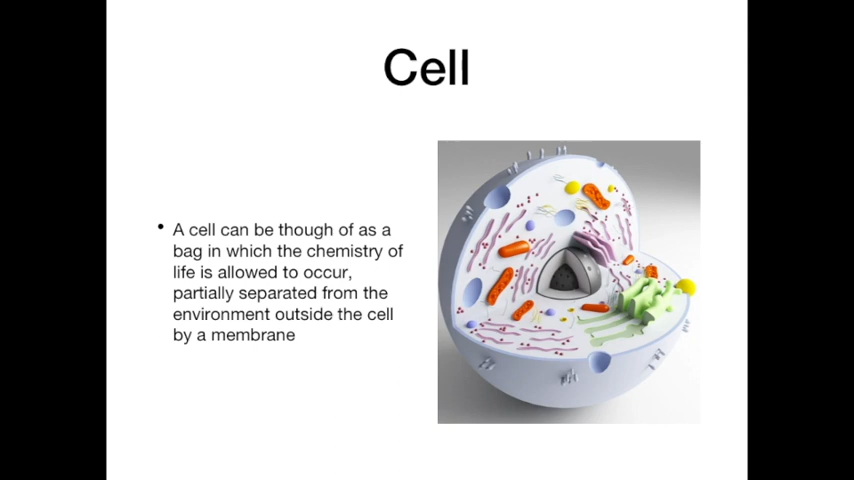 Cell
• A cell can be though of as a
bag in which the chemistry of
life is allowed to occur,
partially separated from the
environment outside the cell
by a membrane